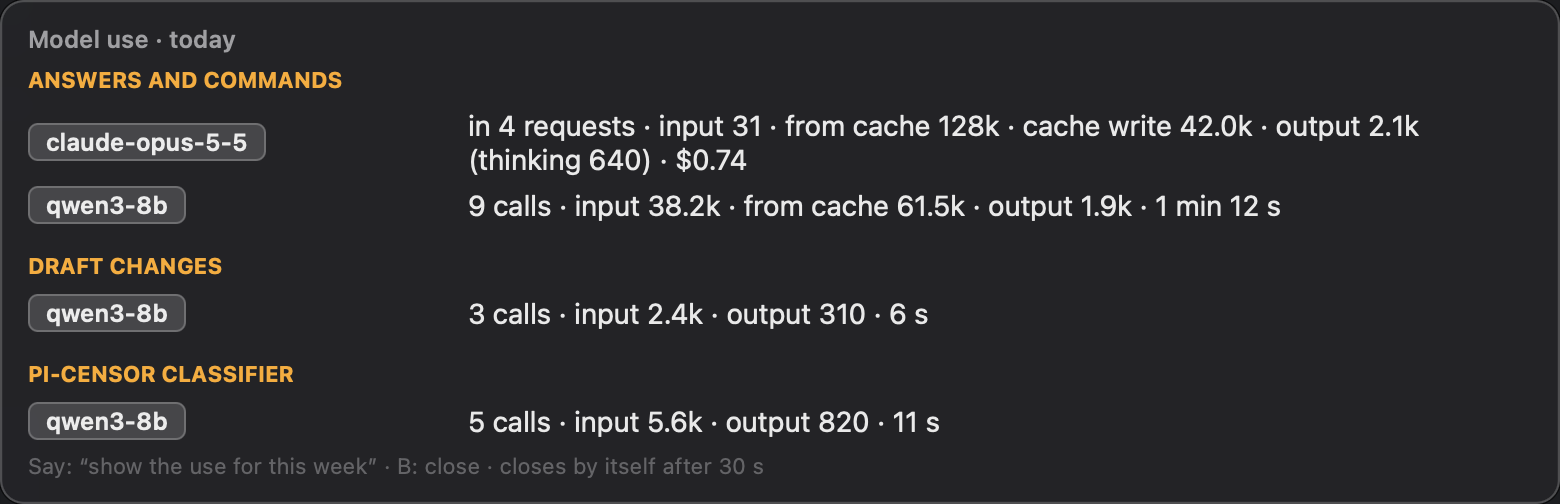 Model use · today
ANSWERS AND COMMANDS
claude-opus-5-5
in 4 requests · input 31 · from cache 128k · cache write 42.0k · output 2.1k
(thinking 640) · $0.74
qwen3-8b
9 calls · input 38.2k · from cache 61.5k · output 1.9k · 1 min 12 s
DRAFT CHANGES
qwen3-8b
3 calls · input 2.4k · output 310 · 6 s
PI-CENSOR CLASSIFIER
qwen3-8b
5 calls · input 5.6k · output 820 · 11 s
Say: “show the use for this week” · B: close · closes by itself after 30 s